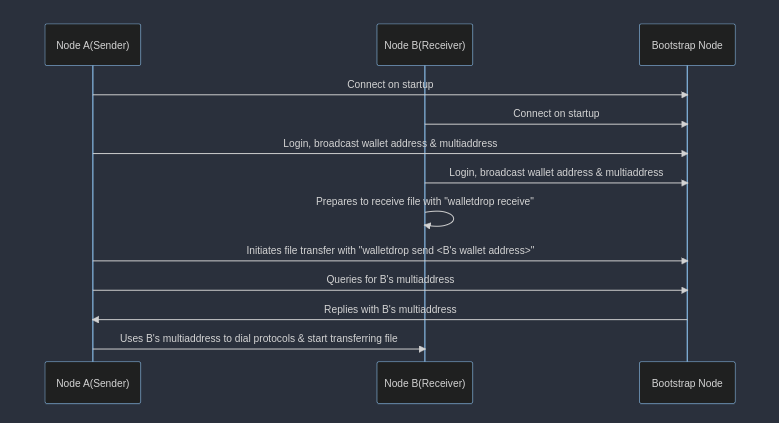 Node A(Sender)
Node B(Receiver)
Bootstrap Node
Connect on startup
Connect on startup
Login, broadcast wallet address & multiaddress
Login, broadcast wallet address & multiaddress
Prepares to receive file with "walletdrop receive"
Initiates file transfer with "walletdrop send <B's wallet address>"
Queries for B's multiaddress
Replies with B's multiaddress
Uses B's multiaddress to dial protocols & start transferring file
Node A(Sender)
Node B(Receiver)
Bootstrap Node